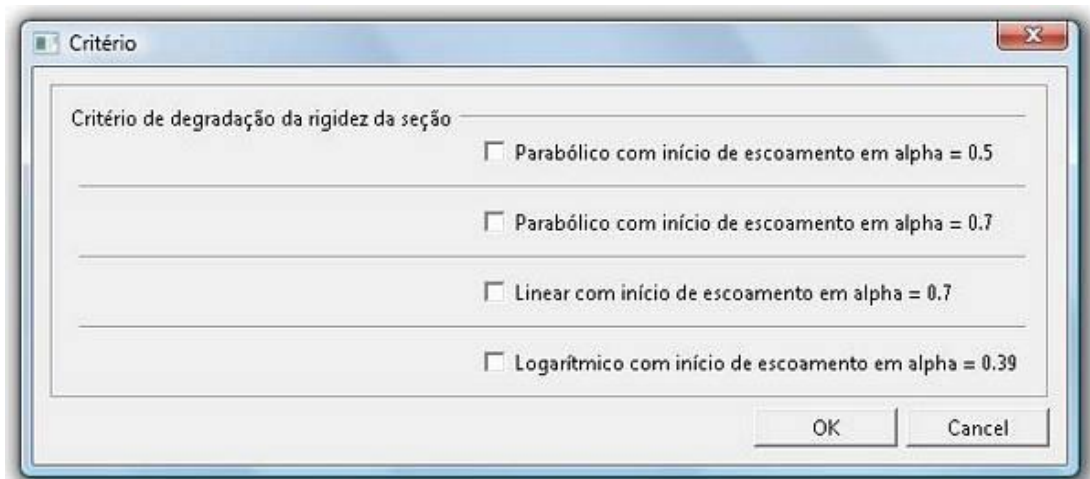 Critério
Critério de degradação da rigidez da seção
Parabólico com início de escoamento em alpha = 0.5
Parabólico com início de escoamento em alpha = 0.7
Linear com início de escoamento em alpha = 0.7
Logarítmico com início de escoamento em alpha = 0.39
OK Cancel